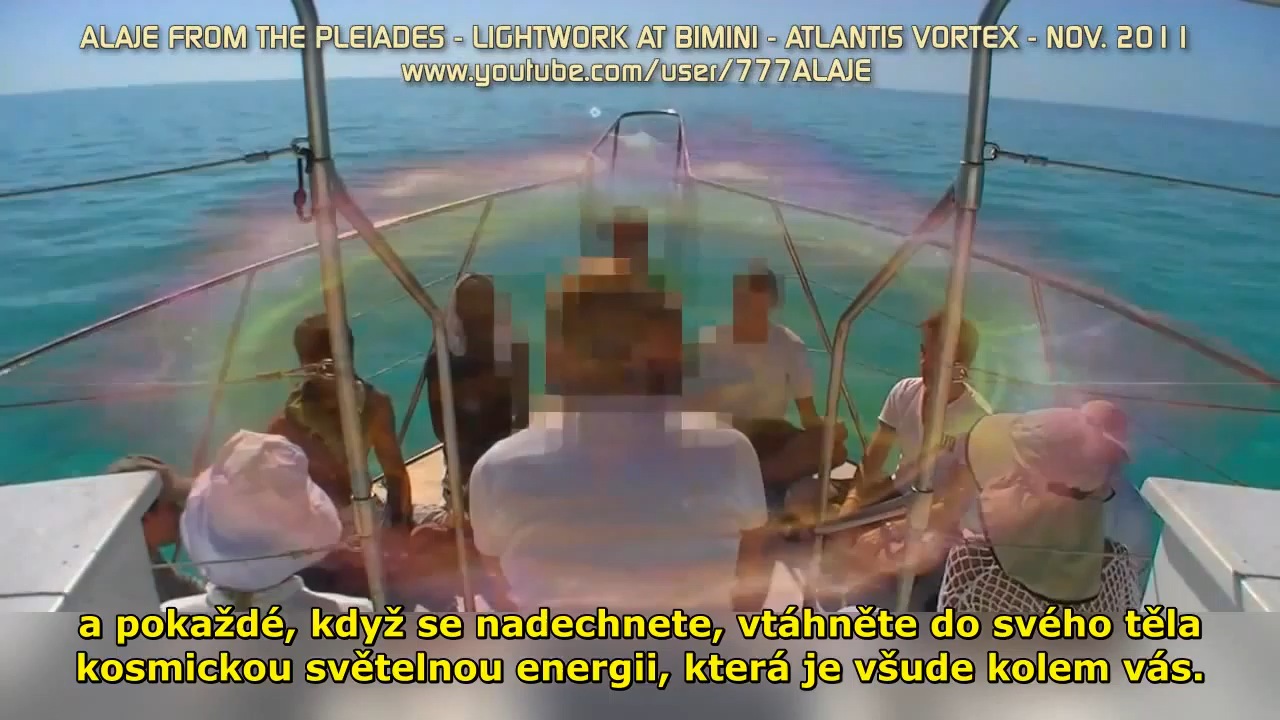 ALAJE FROM THE PLEIADES - LIGHTWORK AT BIMINI - ATLANTIS VORTEX - NOV. 2011
www.youtube.com/user/777ALAJE
a pokaždé, když se nadechnete, vtáhněte do svého těla
kosmickou světelnou energii, která je všude kolem vás.